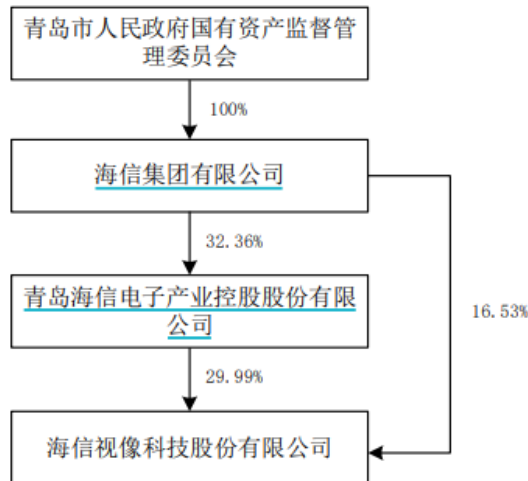 青岛市人民政府国有资产监督管
理委员会
100%
海信集团有限公司
32.36%
青岛海信电子产业控股股份有限
公司
16.53%
29.99%
海信视像科技股份有限公司